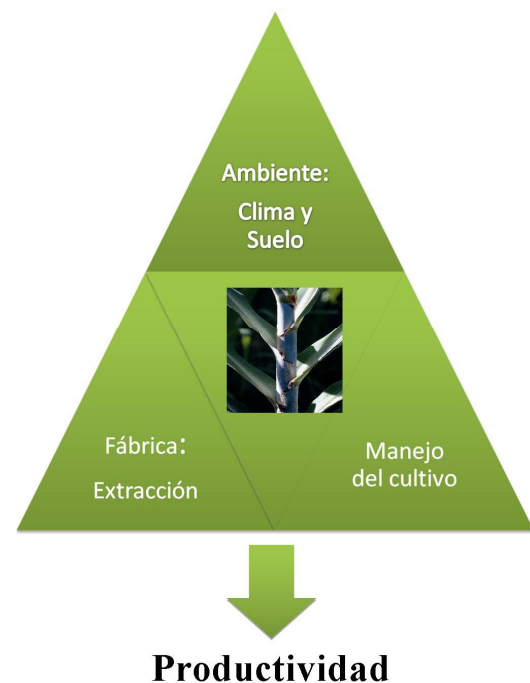 Ambiente:
Clima y
Suelo
Fábrica:
Extracción
Manejo
del cultivo
Productividad